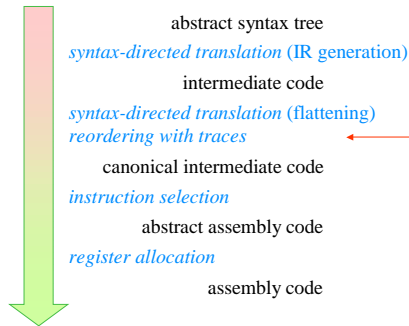 abstract syntax tree
syntax-directed translation (IR generation)
intermediate code
syntax-directed translation (flattening)
reordering with traces
canonical intermediate code
instruction selection
abstract assembly code
register allocation
assembly code